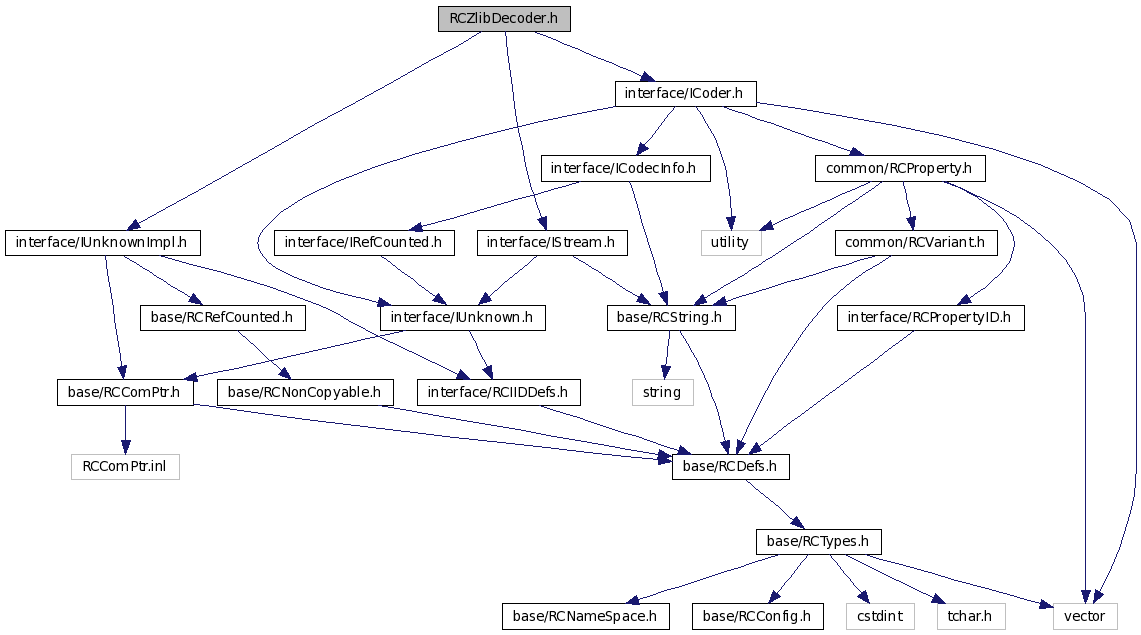 RCZlibDecoder.h
interface/ICoder.h
interface/ICodecInfo.h
common/RCProperty.h
interface/IUnknownImpl.h
interface/IRefCounted.h
interface/IStream.h
utility
common/RCVariant.h
base/RCRefCounted.h
interface/IUnknown.h
base/RCString.h
interface/RCPropertyID.h
base/RCComPtr.h
base/RCNonCopyable.h
interface/RCIIDDefs.h
string
RCComPtr.inl
base/RCDefs.h
base/RCTypes.h
base/RCNameSpace.h
base/RCConfig.h
cstdint
tchar.h
vector